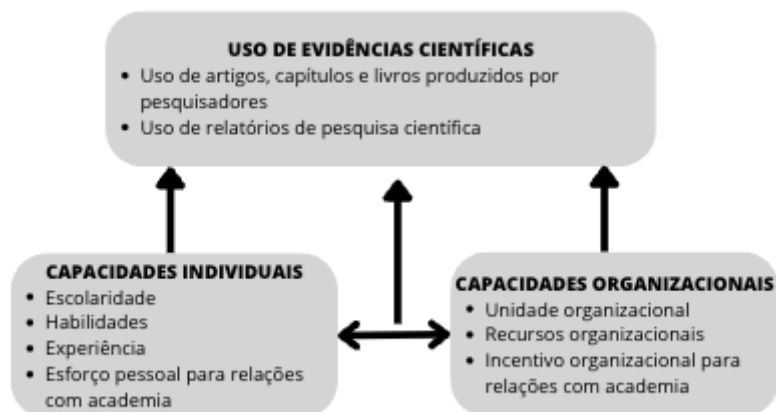 USO DE EVIDÊNCIAS CIENTÍFICAS
• Uso de artigos, capítulos e livros produzidos por
pesquisadores
• Uso de relatórios de pesquisa científica
CAPACIDADES INDIVIDUAIS
• Escolaridade
• Habilidades
• Experiência
• Esforço pessoal para relações
com academia
CAPACIDADES ORGANIZACIONAIS
• Unidade organizacional
• Recursos organizacionais
• Incentivo organizacional para
relações com academia